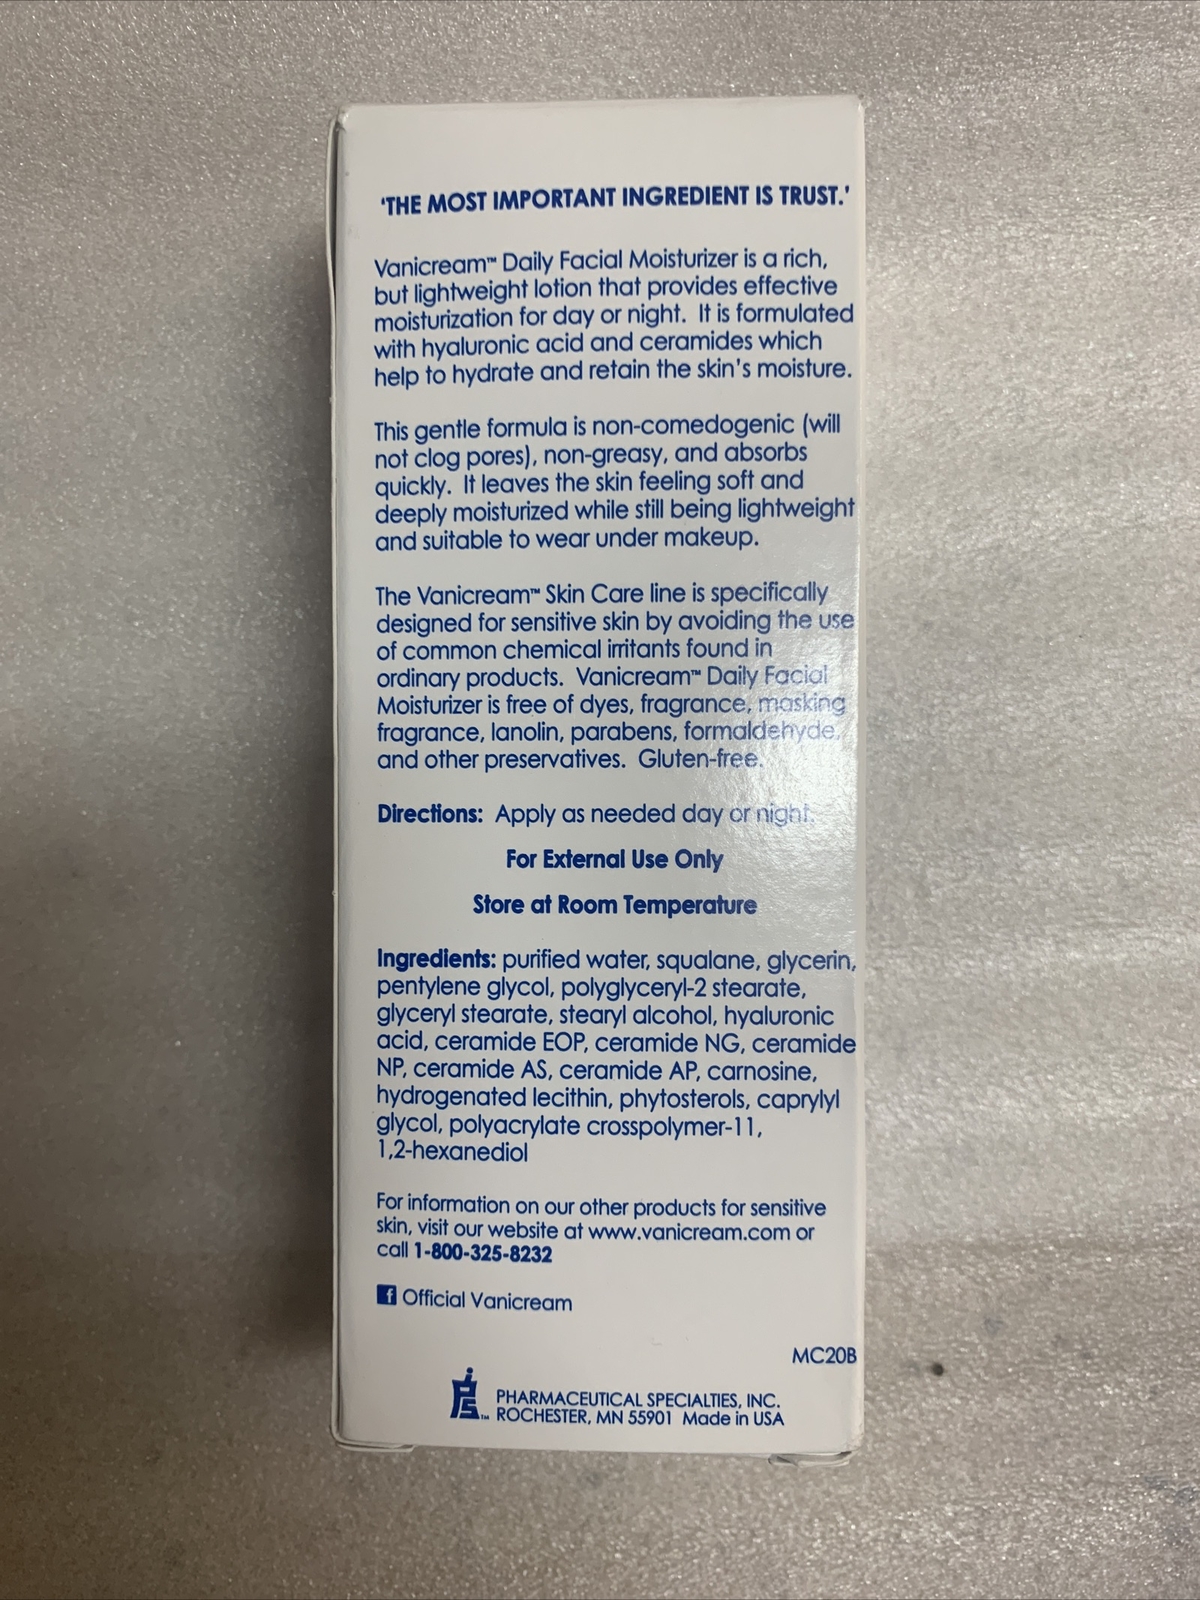 'THE MOST IMPORTANT INGREDIENT IS TRUST.'
Vanicream™ Daily Facial Moisturizer is a rich,
but lightweight lotion that provides effective
moisturization for day or night. It is formulated
with hyaluronic acid and ceramides which
help to hydrate and retain the skin's moisture.
This gentle formula is non-comedogenic (will
not clog pores), non-greasy, and absorbs
quickly. It leaves the skin feeling soft and
deeply moisturized while still being lightweight
and suitable to wear under makeup.
The Vanicream™ Skin Care line is specifically
designed for sensitive skin by avoiding the use
of common chemical irritants found in
ordinary products. Vanicream™ Daily Facial
Moisturizer is free of dyes, fragrance, masking
fragrance, lanolin, parabens, formaldehyde,
and other preservatives. Gluten-free.
Directions: Apply as needed day or night.
For External Use Only
Store at Room Temperature
Ingredients: purified water, squalane, glycerin,
pentylene glycol, polyglyceryl-2 stearate,
glyceryl stearate, stearyl alcohol, hyaluronic
acid, ceramide EOP, ceramide NG, ceramide
NP, ceramide AS, ceramide AP, carnosine,
hydrogenated lecithin, phytosterols, caprylyl
glycol, polyacrylate crosspolymer-11,
1,2-hexanediol
For information on our other products for sensitive
skin, visit our website at www.vanicream.com or
call 1-800-325-8232
f Official Vanicream
MC20B
PSI™ PHARMACEUTICAL SPECIALTIES, INC.
ROCHESTER, MN 55901 Made in USA